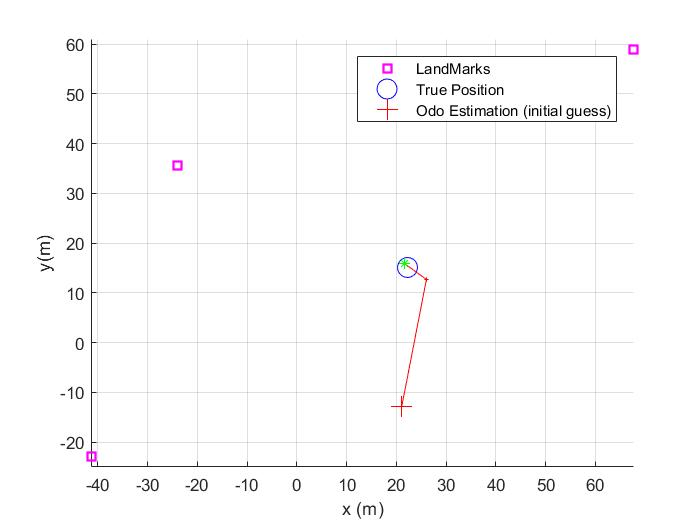 60
50
40
30
20
10
0
-10
-20
y(m)
LandMarks
True Position
Odo Estimation (initial guess)
-40 -30 -20 -10 0 10 20 30 40 50 60
x (m)